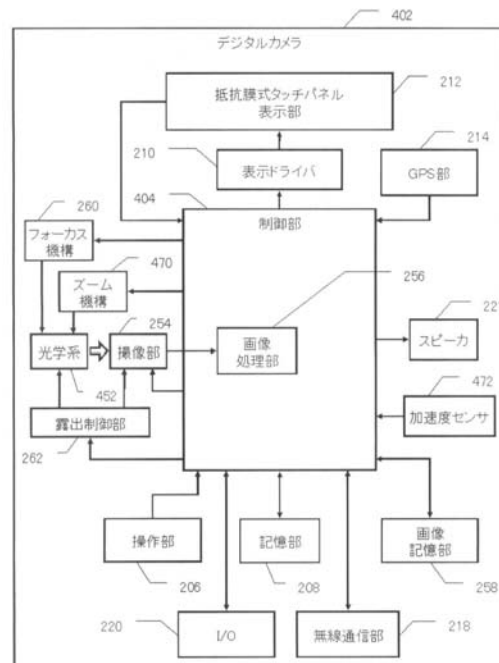 402
デジタルカメラ
抵抗膜式タッチパネル
表示部
212
210
表示ドライバ
214
GPS部
404
制御部
260
フォーカス
機構
470
ズーム
機構
254
256
画像
処理部
光学系
撮像部
452
スピーカ
472
加速度センサ
露出制御部
262
操作部
206
記憶部
208
画像
記憶部
258
220
I/O
無線通信部
218